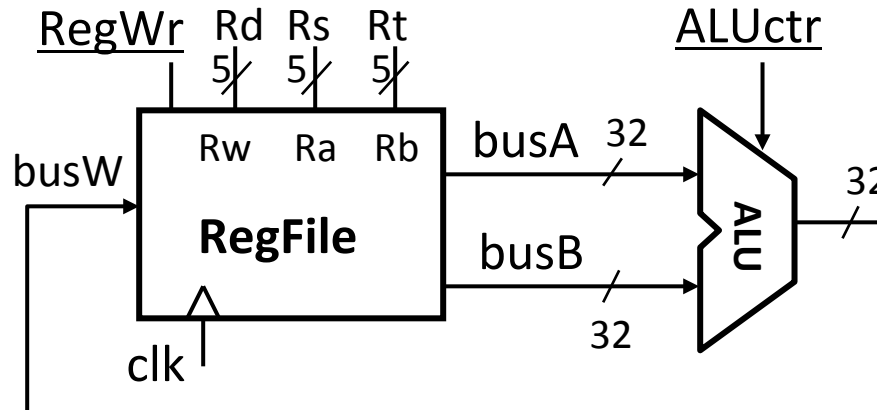 RegWr Rd Rs Rt ALUctr
5 5 5
Rw Ra Rb
busW
busA 32
32
RegFile
ALU
busB
32
clk